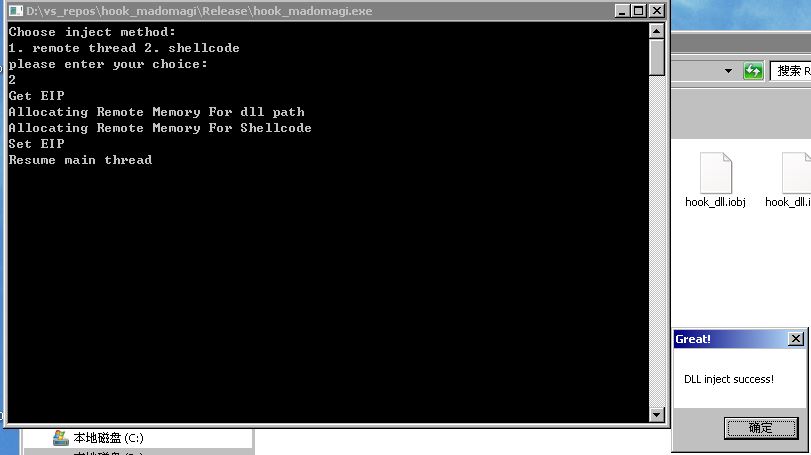 D:\vs_repos\hook_madomagi\Release\hook_madomagi.exe
Choose inject method:
1. remote thread 2. shellcode
please enter your choice:
2
Get EIP
Allocating Remote Memory For dll path
Allocating Remote Memory For Shellcode
Set EIP
Resume main thread
搜索 R
hook_dll.iobj
hook_dll.i
Great!
DLL inject success!
确定
本地磁盘 (C:)